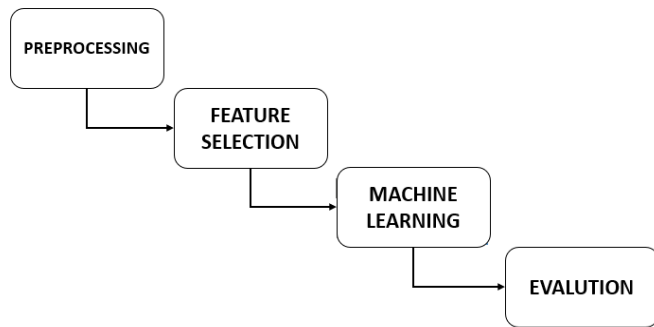 PREPROCESSING
FEATURE
SELECTION
MACHINE
LEARNING
EVALUTION